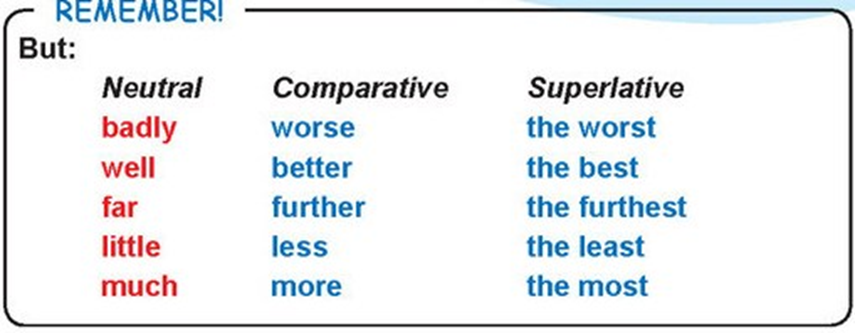 REMEMBER!
But:
Neutral Comparative Superlative
badly worse the worst
well better the best
far further the furthest
little less the least
much more the most